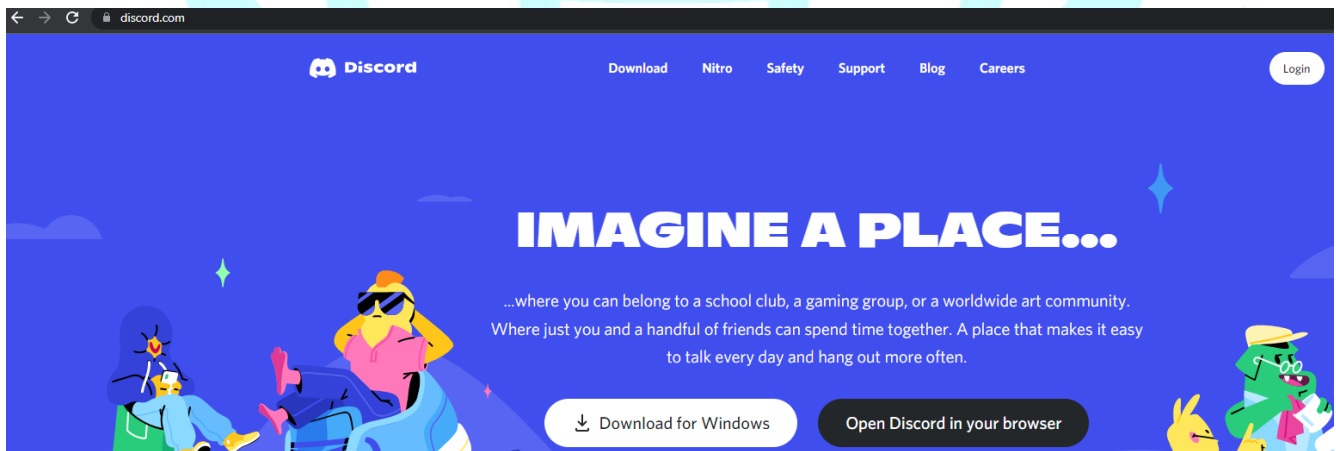 discord.com
Discord Download Nitro Safety Support Blog Careers Login
IMAGINE A PLACE...
...where you can belong to a school club, a gaming group, or a worldwide art community.
Where just you and a handful of friends can spend time together. A place that makes it easy
to talk every day and hang out more often.
Download for Windows Open Discord in your browser